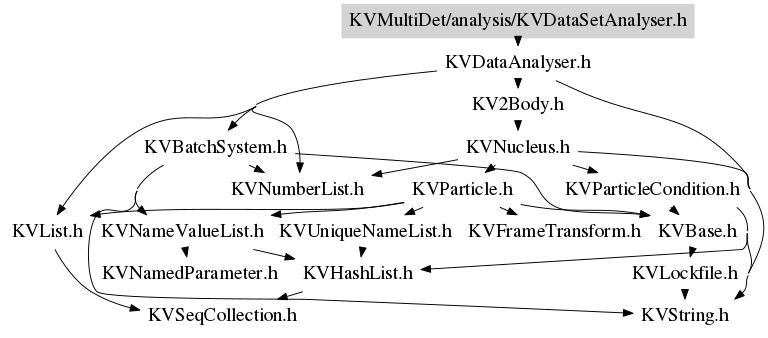 KVMultiDet/analysis/KVDataSetAnalyser.h
KVDataAnalyser.h
KV2Body.h
KVBatchSystem.h
KVNucleus.h
KVNumberList.h
KVParticle.h
KVParticleCondition.h
KVList.h
KVNameValueList.h
KVUniqueNameList.h
KVFrameTransform.h
KVBase.h
KVNamedParameter.h
KVHashList.h
KVLockfile.h
KVSeqCollection.h
KVString.h